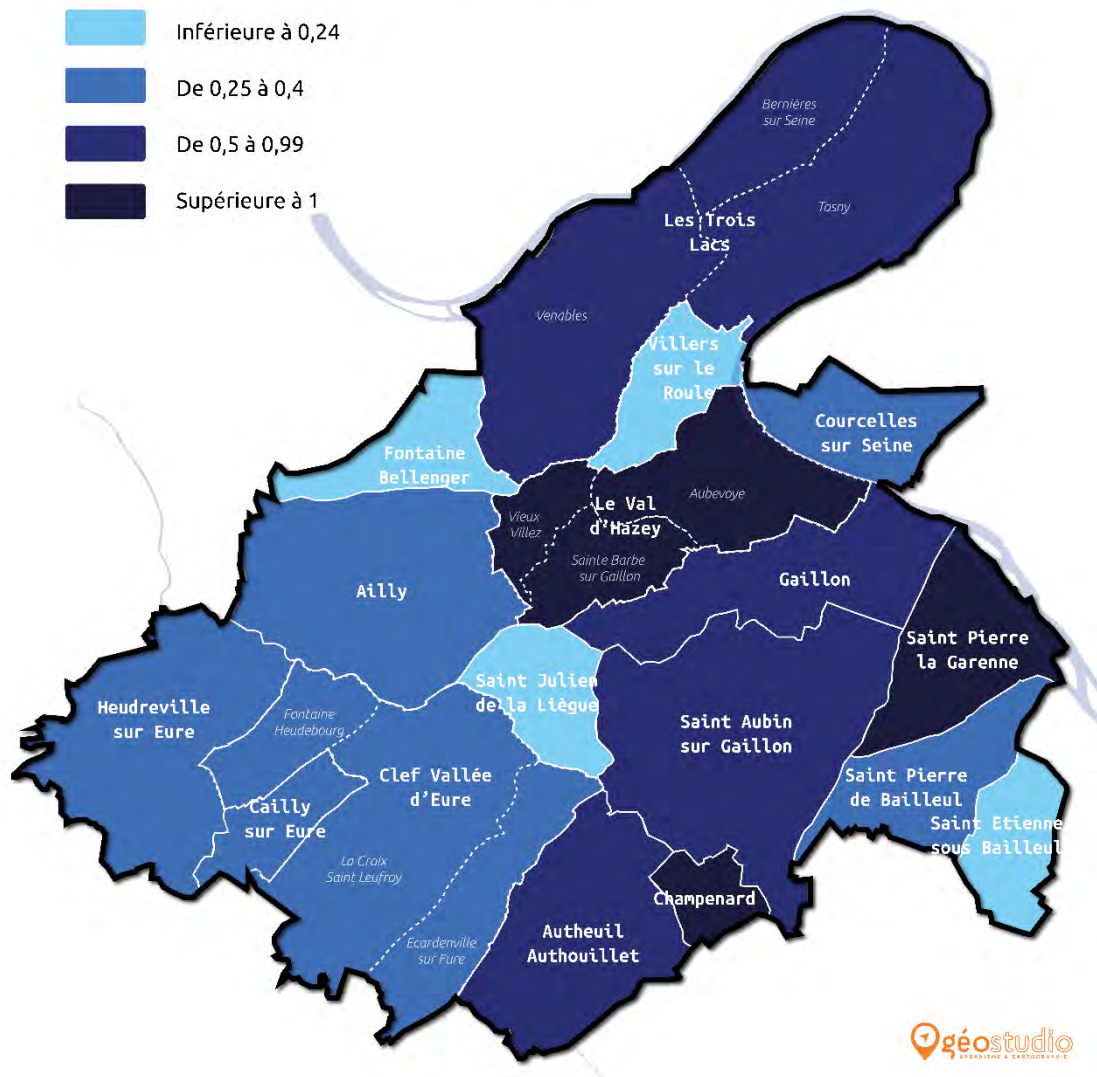 Inférieure à 0,24
De 0,25 à 0,4
De 0,5 à 0,99
Supérieure à 1
Bernières
sur Seine
Tosny
Les Trois
Lacs
Venables
Villers
sur le
Roule
Courcelles
sur Seine
Fontaine
Bellenger
Aubevoye
Le Val
d'Hazey
Vieux
Villez
Sainte Barbe
sur Gaillon
Gaillon
Ailly
Saint Pierre
la Garenne
Saint Julien
de la Liègue
Heudreville
sur Eure
Fontaine
Heudebourg
Saint Aubin
sur Gaillon
Clef Vallée
d'Eure
Saint Pierre
de Bailleul
Cailly
sur Eure
Saint Etienne
sous Bailleul
La Croix
Saint Leufroy
Champenard
Autheuil
Authouillet
Ecardenville
sur Eure
géostudio
URBANISME & CARTOGRAPHIE